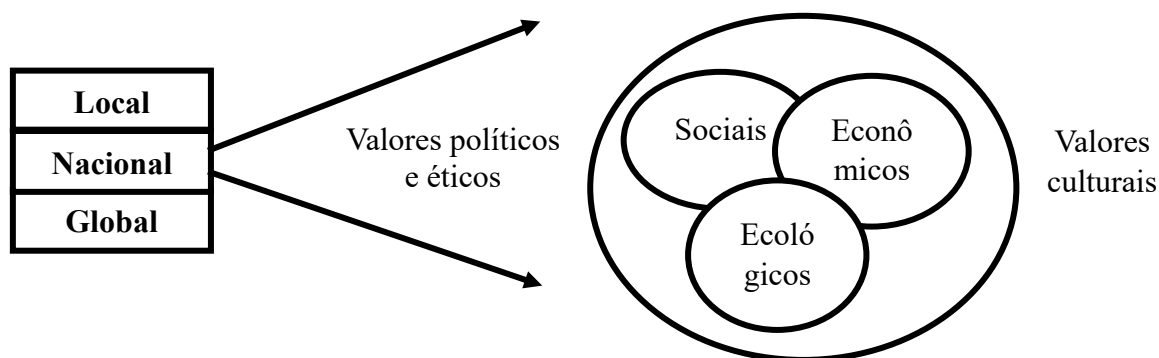 Local
Nacional
Global
Valores políticos
e éticos
Sociais
Econô
micos
Ecoló
gicos
Valores
culturais